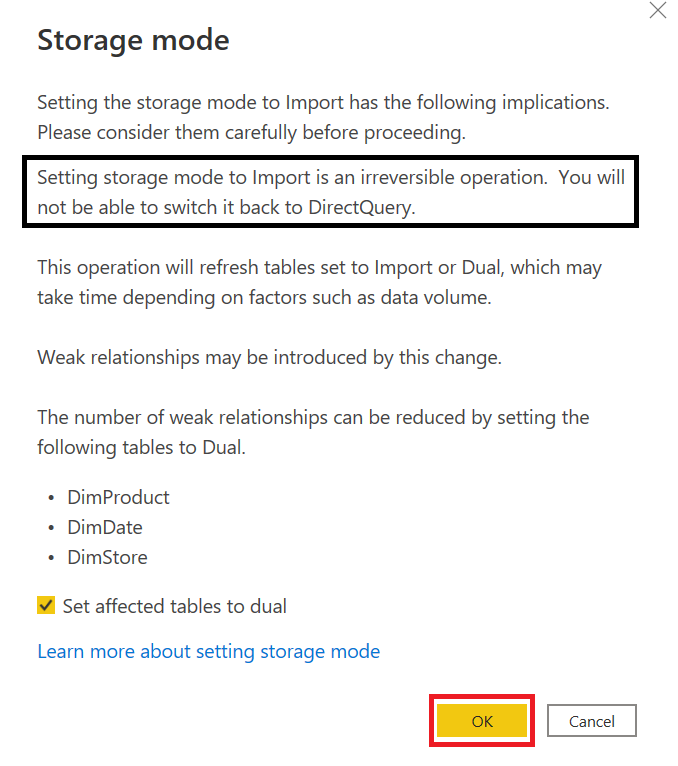 Storage mode
Setting the storage mode to Import has the following implications.
Please consider them carefully before proceeding.
Setting storage mode to Import is an irreversible operation.  You will
not be able to switch it back to DirectQuery.
This operation will refresh tables set to Import or Dual, which may
take time depending on factors such as data volume.
Weak relationships may be introduced by this change.
The number of weak relationships can be reduced by setting the
following tables to Dual.
• DimProduct
• DimDate
• DimStore
Set affected tables to dual
Learn more about setting storage mode
OK Cancel